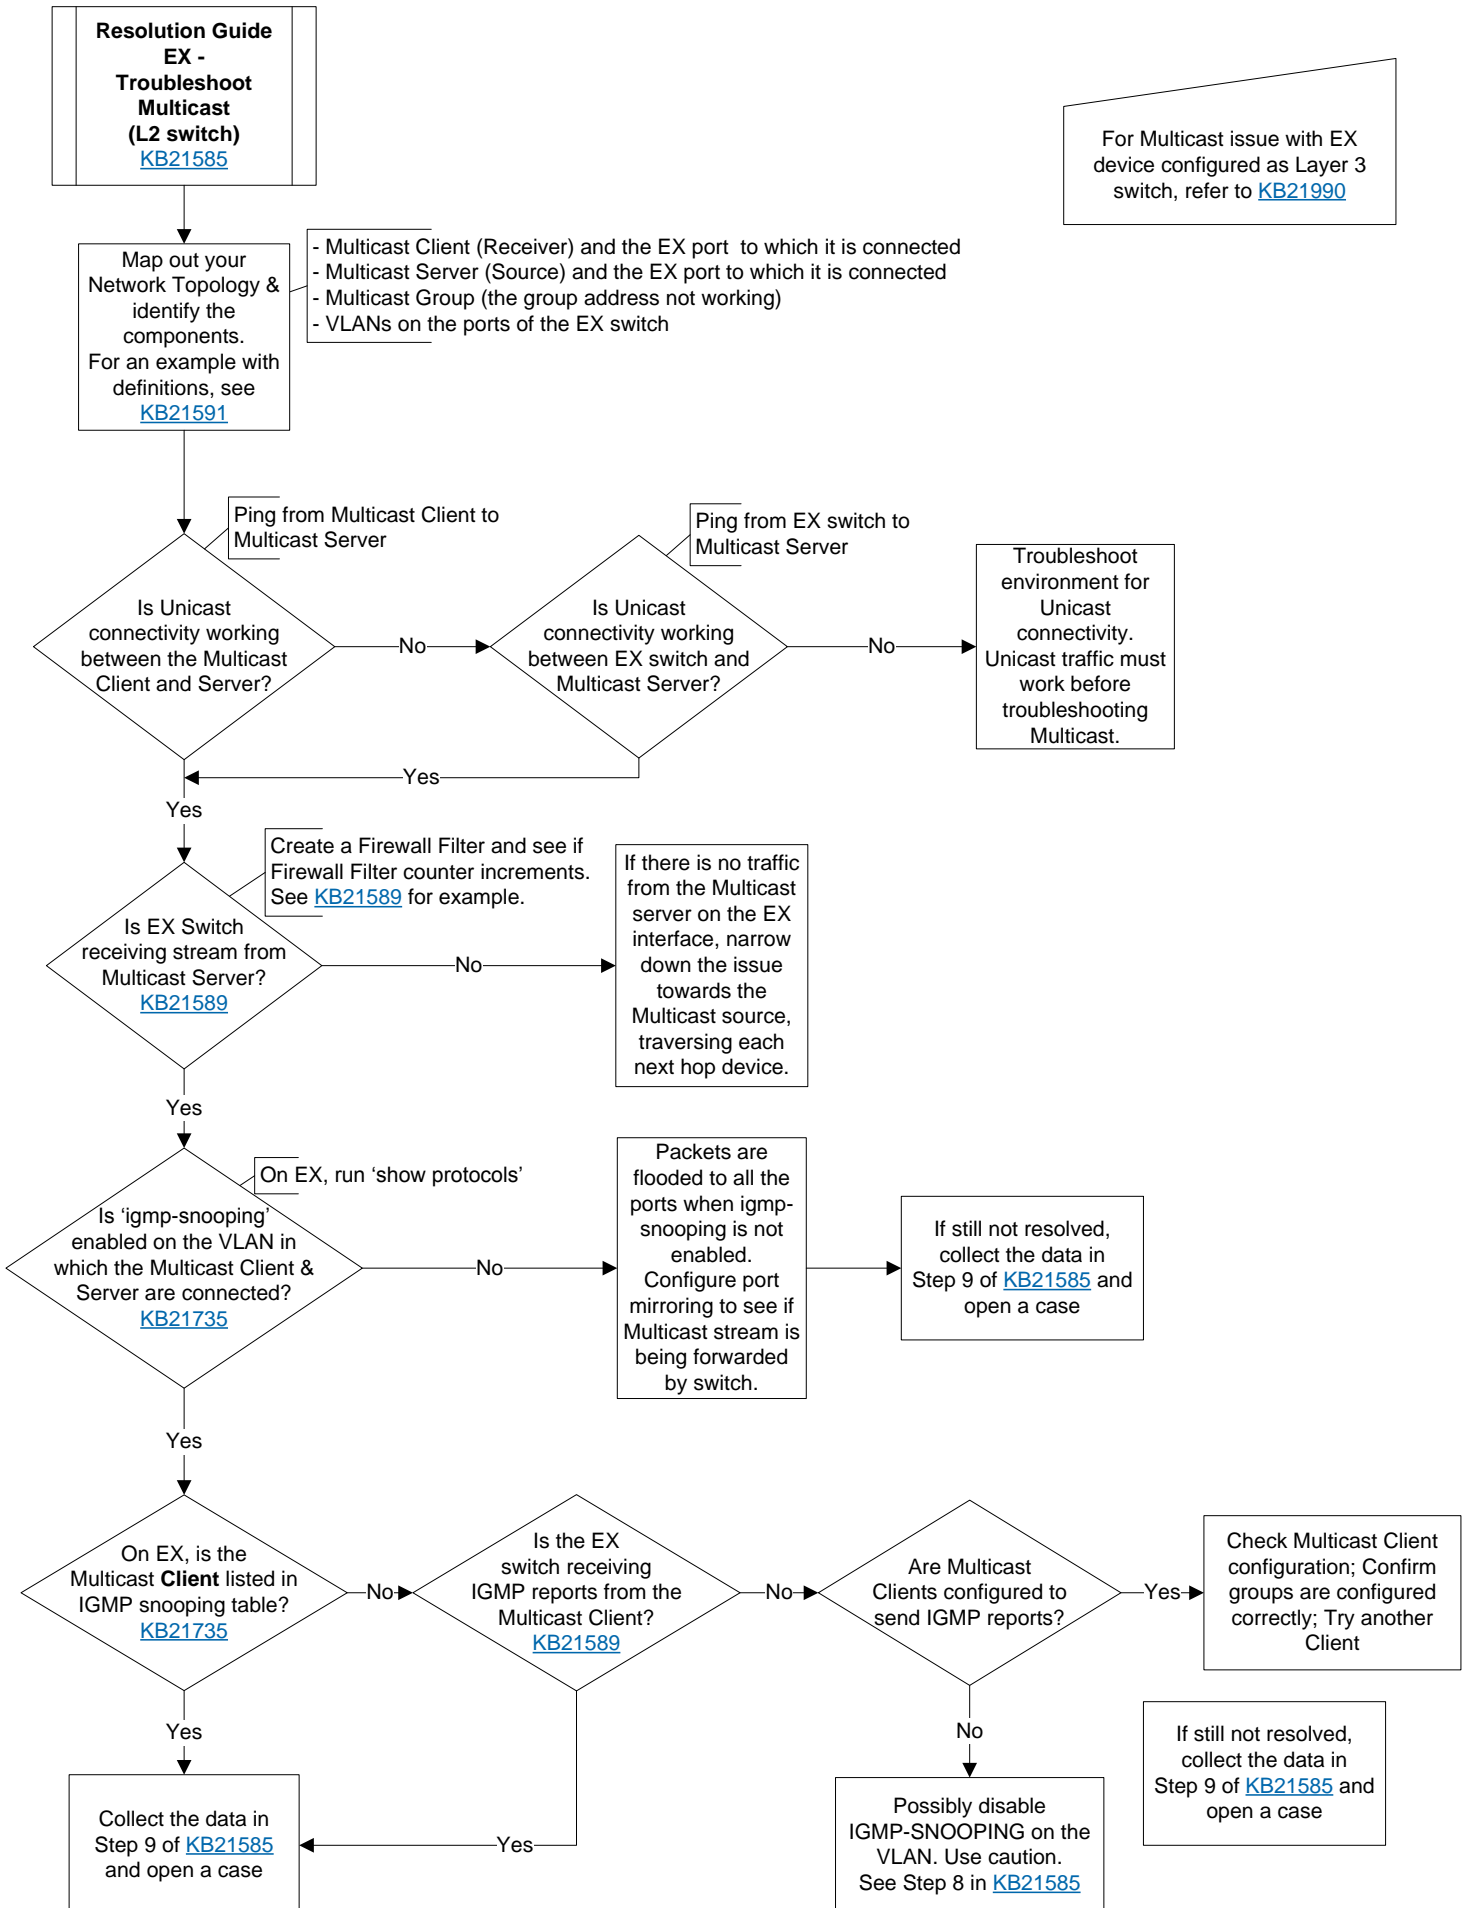 Resolution Guide
EX -
Troubleshoot
Multicast
(L2 switch)
KB21585
For Multicast issue with EX
device configured as Layer 3
switch, refer to KB21990
Map out your
Network Topology &
identify the
components.
For an example with
definitions, see
KB21591
- Multicast Client (Receiver) and the EX port to which it is connected
- Multicast Server (Source) and the EX port to which it is connected
- Multicast Group (the group address not working)
- VLANs on the ports of the EX switch
Ping from Multicast Client to
Multicast Server
Is Unicast
connectivity working
between the Multicast
Client and Server?
No
Ping from EX switch to
Multicast Server
Is Unicast
connectivity working
between EX switch and
Multicast Server?
No
Troubleshoot
environment for
Unicast
connectivity.
Unicast traffic must
work before
troubleshooting
Multicast.
Yes
Yes
Create a Firewall Filter and see if
Firewall Filter counter increments.
See KB21589 for example.
Is EX Switch
receiving stream from
Multicast Server?
KB21589
No
If there is no traffic
from the Multicast
server on the EX
interface, narrow
down the issue
towards the
Multicast source,
traversing each
next hop device.
Yes
On EX, run ‘show protocols’
Is ‘igmp-snooping’
enabled on the VLAN in
which the Multicast Client &
Server are connected?
KB21735
No
Packets are
flooded to all the
ports when igmp-
snooping is not
enabled.
Configure port
mirroring to see if
Multicast stream is
being forwarded
by switch.
If still not resolved,
collect the data in
Step 9 of KB21585 and
open a case
Yes
On EX, is the
Multicast Client listed in
IGMP snooping table?
KB21735
No
Is the EX
switch receiving
IGMP reports from the
Multicast Client?
KB21589
No
Are Multicast
Clients configured to
send IGMP reports?
Yes
Check Multicast Client
configuration; Confirm
groups are configured
correctly; Try another
Client
Yes
No
If still not resolved,
collect the data in
Step 9 of KB21585 and
open a case
Collect the data in
Step 9 of KB21585
and open a case
Yes
Possibly disable
IGMP-SNOOPING on the
VLAN. Use caution.
See Step 8 in KB21585